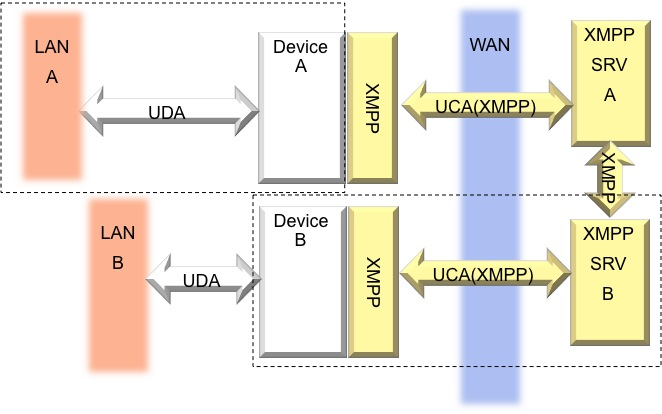 LAN
A
UDA
Device
A
XMPP
WAN
UCA(XMPP)
XMPP
SRV
A
XMPP
LAN
B
UDA
Device
B
XMPP
UCA(XMPP)
XMPP
SRV
B